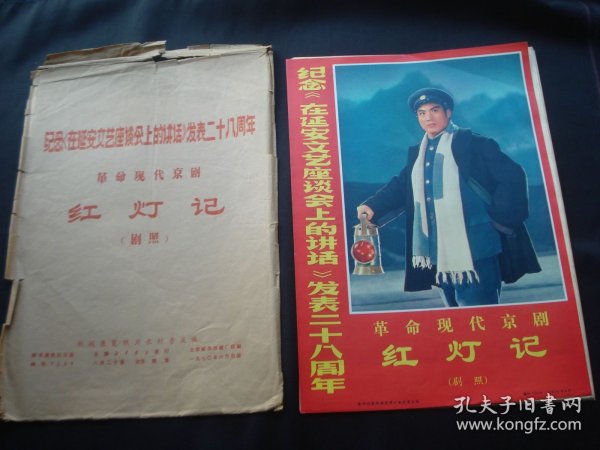 纪念《在延安文艺座谈会上的讲话》发表二十八周年
革命现代京剧
红灯记
（剧照）
纪念《在延安文艺座谈会上的讲话》发表二十八周年
革命现代京剧
红灯记
（剧照）
孔夫子旧书网
www.kongfz.com